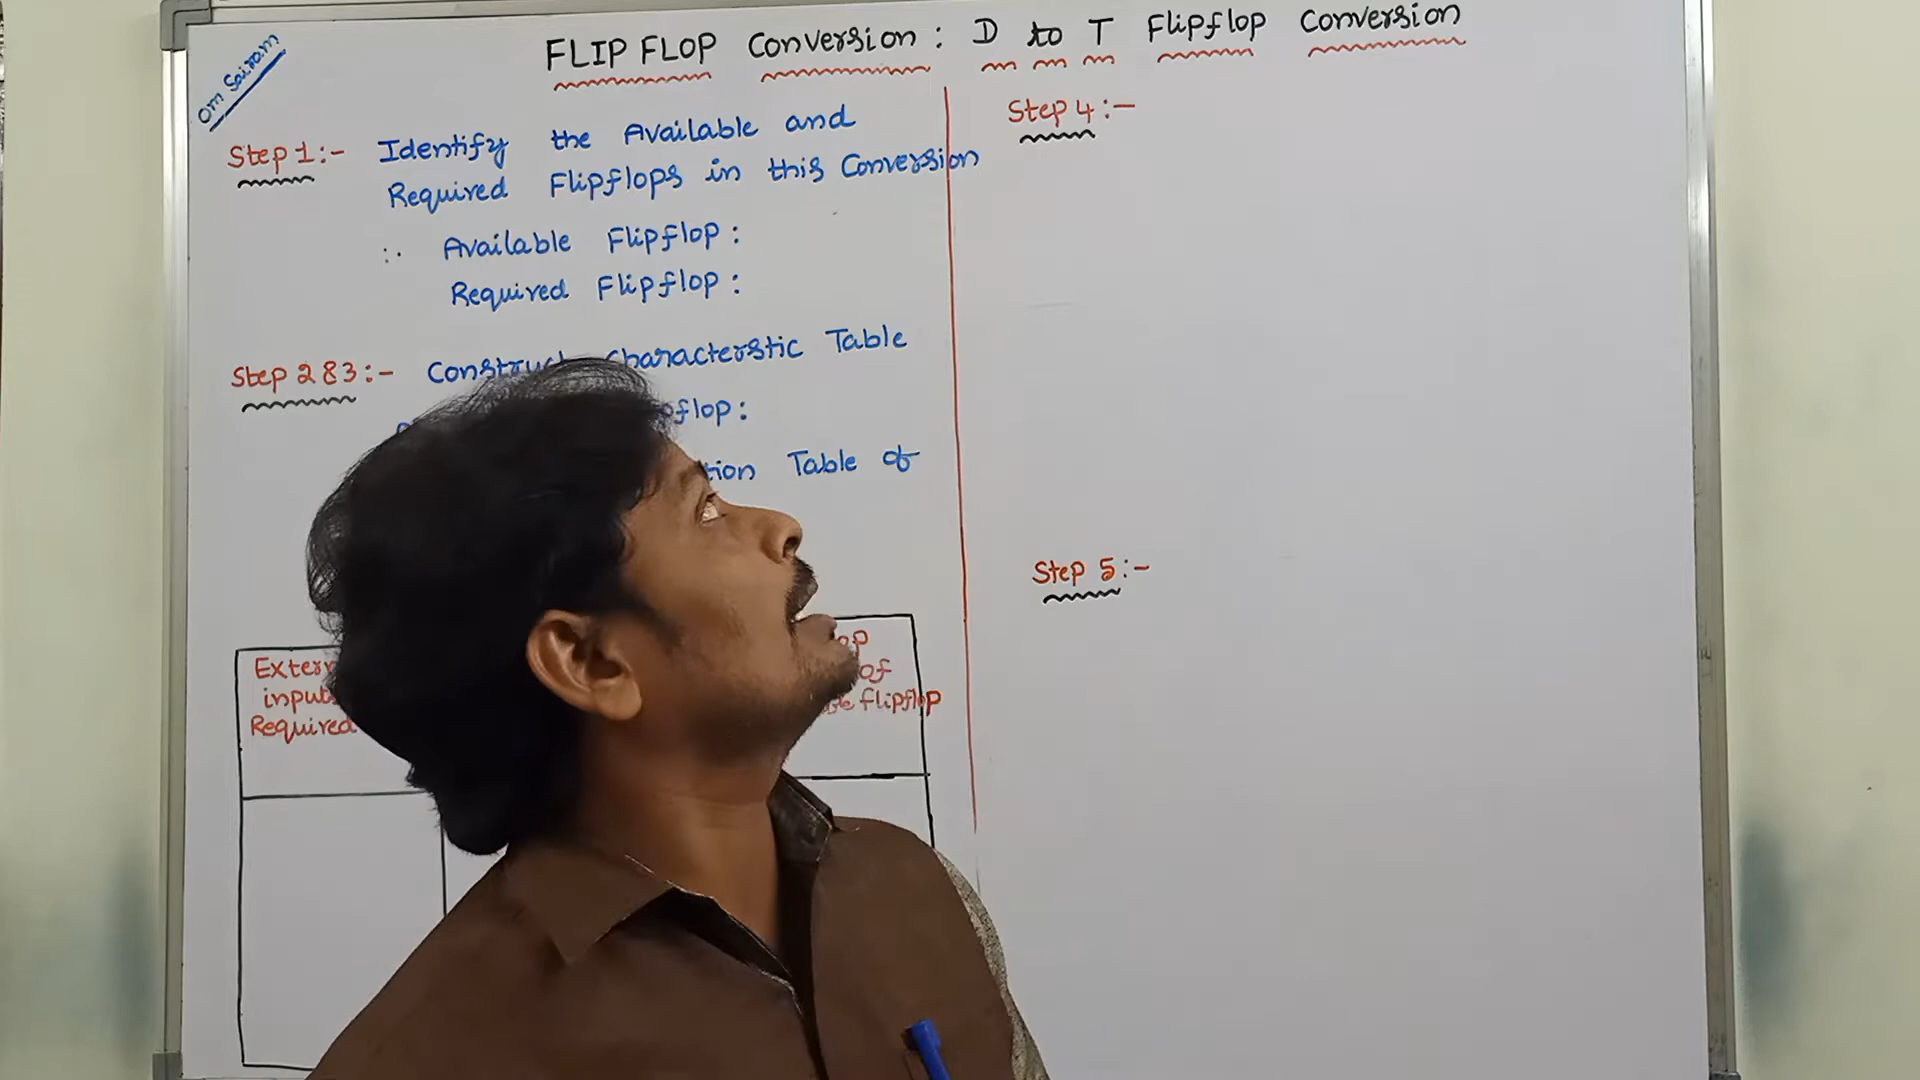 Om Sairam
FLIP FLOP Conversion: D to T Flipflop Conversion
Step 1:- Identify the Available and
Required Flipflops in this Conversion
∴ Available Flipflop:
Required Flipflop:
Step 2&3:- Construct Characterstic Table
flop:
Table of
inputs
Required
of
flipflop
Step 4:-
Step 5:-